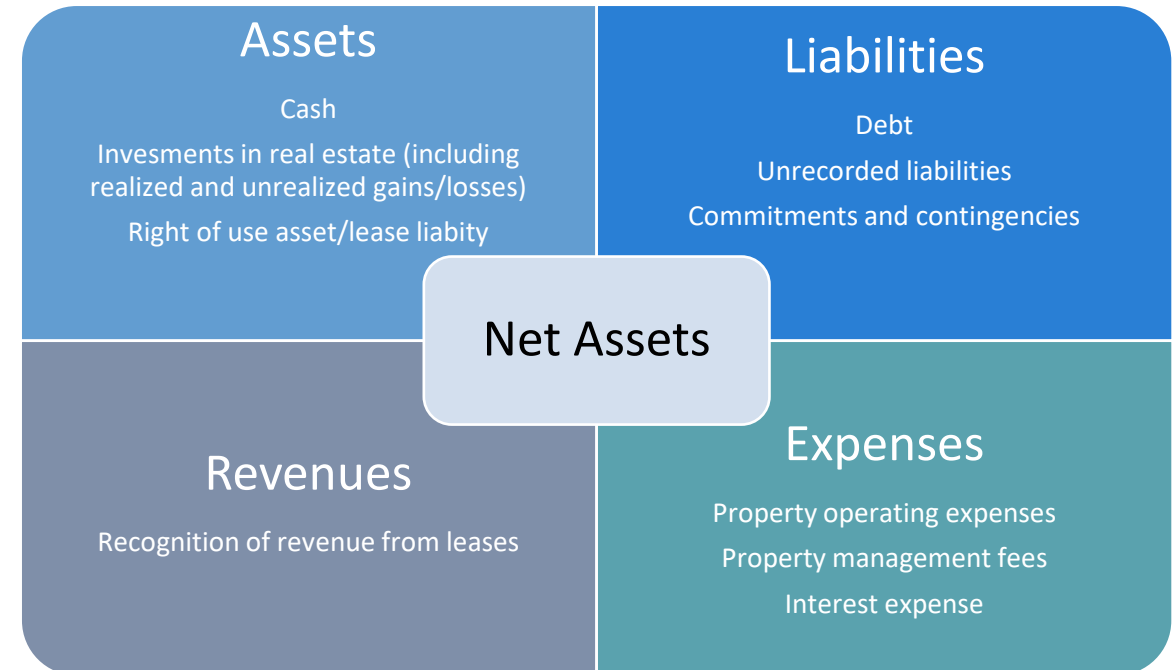 Assets
Cash
Invesments in real estate (including
realized and unrealized gains/losses)
Right of use asset/lease liabity
Liabilities
Debt
Unrecorded liabilities
Commitments and contingencies
Net Assets
Revenues
Recognition of revenue from leases
Expenses
Property operating expenses
Property management fees
Interest expense